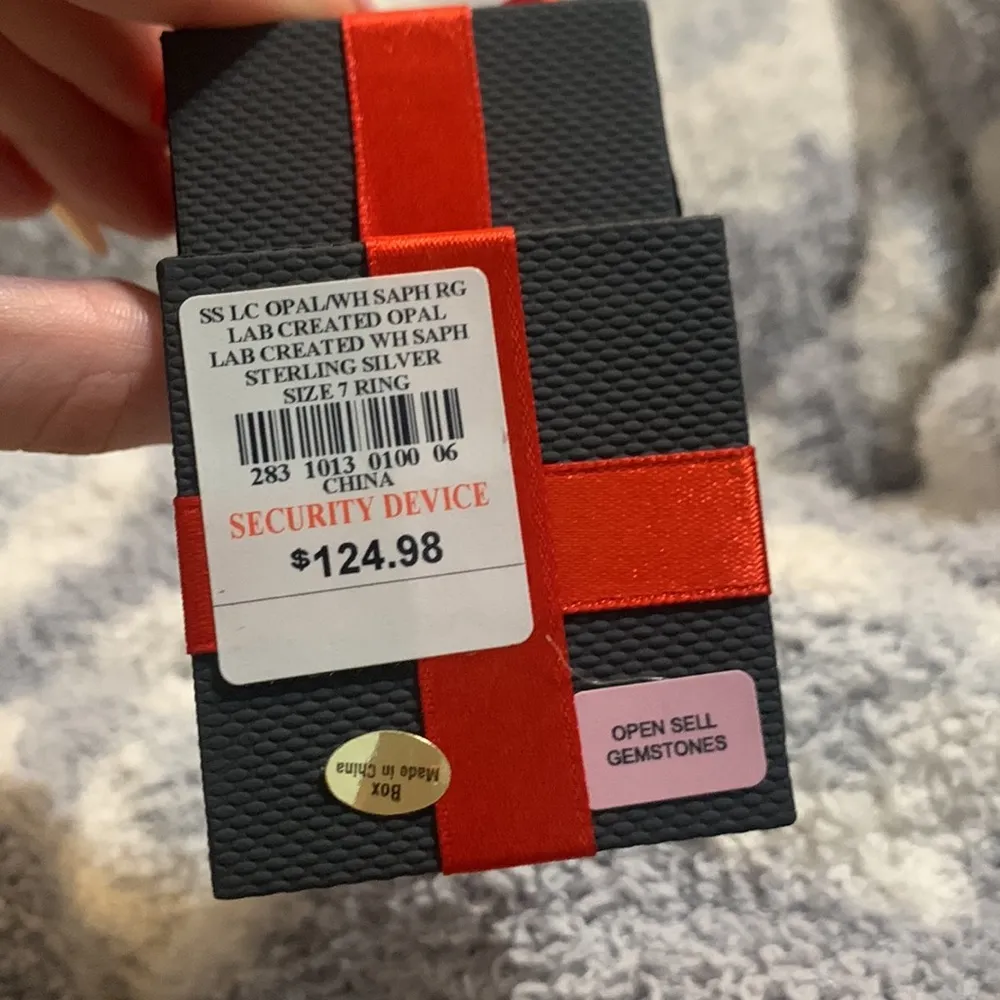 SS LC OPAL/WH SAPH RG
LAB CREATED OPAL
LAB CREATED WH SAPH
STERLING SILVER
SIZE 7 RING
283 1013 0100 06
CHINA
SECURITY DEVICE
$124.98
OPEN SELL
GEMSTONES
Box
Made in China